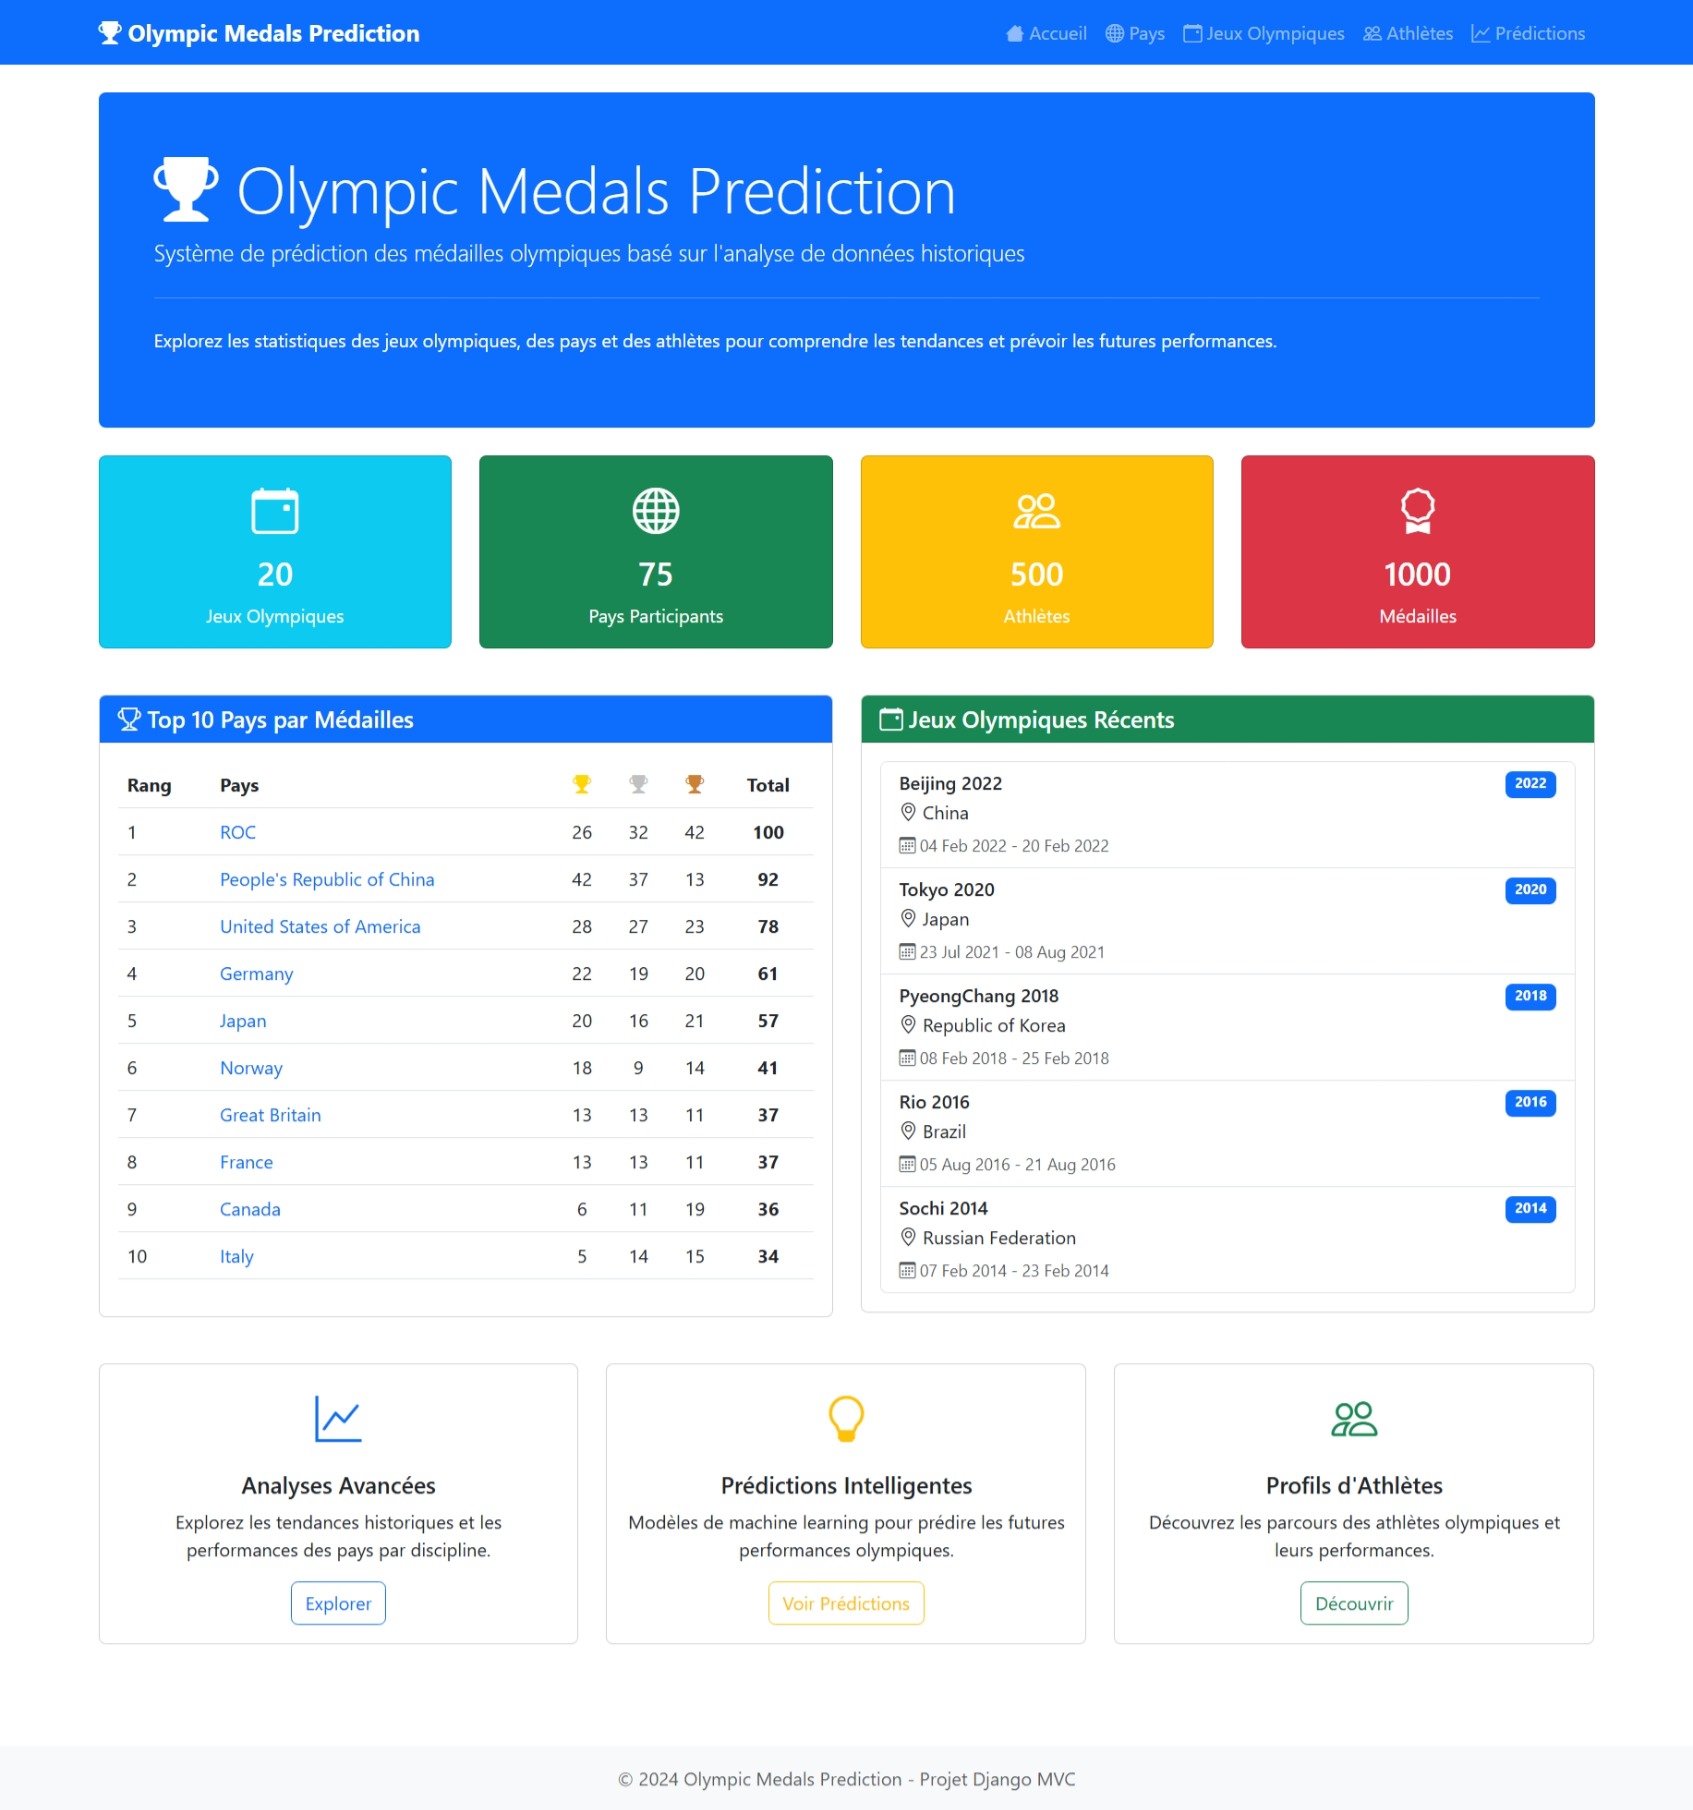 Olympic Medals Prediction
Accueil Pays Jeux Olympiques Athlètes Prédictions
Olympic Medals Prediction
Système de prédiction des médailles olympiques basé sur l'analyse de données historiques
Explorez les statistiques des jeux olympiques, des pays et des athlètes pour comprendre les tendances et prévoir les futures performances.
20
Jeux Olympiques
75
Pays Participants
500
Athlètes
1000
Médailles
Top 10 Pays par Médailles
Rang Pays Total
1 ROC 26 32 42 100
2 People's Republic of China 42 37 13 92
3 United States of America 28 27 23 78
4 Germany 22 19 20 61
5 Japan 20 16 21 57
6 Norway 18 9 14 41
7 Great Britain 13 13 11 37
8 France 13 13 11 37
9 Canada 6 11 19 36
10 Italy 5 14 15 34
Jeux Olympiques Récents
Beijing 2022 2022
China
04 Feb 2022 - 20 Feb 2022
Tokyo 2020 2020
Japan
23 Jul 2021 - 08 Aug 2021
PyeongChang 2018 2018
Republic of Korea
08 Feb 2018 - 25 Feb 2018
Rio 2016 2016
Brazil
05 Aug 2016 - 21 Aug 2016
Sochi 2014 2014
Russian Federation
07 Feb 2014 - 23 Feb 2014
Analyses Avancées
Explorez les tendances historiques et les
performances des pays par discipline.
Explorer
Prédictions Intelligentes
Modèles de machine learning pour prédire les futures
performances olympiques.
Voir Prédictions
Profils d'Athlètes
Découvrez les parcours des athlètes olympiques et
leurs performances.
Découvrir
© 2024 Olympic Medals Prediction - Projet Django MVC